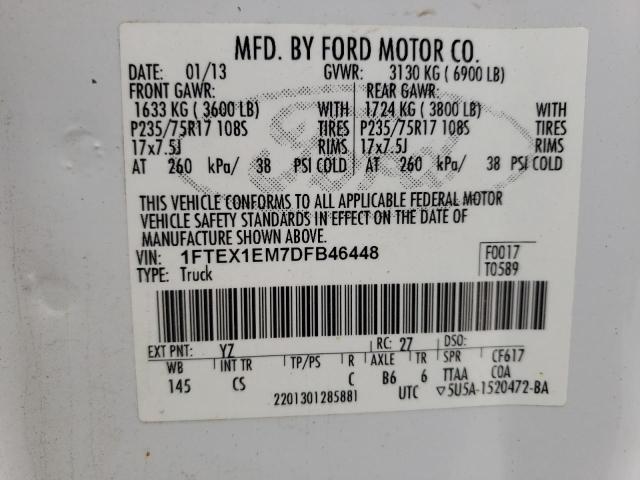 MFD. BY FORD MOTOR CO.
DATE: 01/13 GVWR: 3130 KG ( 6900 LB)
FRONT GAWR: REAR GAWR:
1633 KG ( 3600 LB) WITH 1724 KG ( 3800 LB) WITH
P235/75R17 108S TIRES P235/75R17 108S TIRES
17x7.5J RIMS 17x7.5J RIMS
AT 260 kPa/ 38 PSI COLD AT 260 kPa/ 38 PSI COLD
THIS VEHICLE CONFORMS TO ALL APPLICABLE FEDERAL MOTOR
VEHICLE SAFETY STANDARDS IN EFFECT ON THE DATE OF
MANUFACTURE SHOWN ABOVE.
VIN: 1FTEX1EM7DFB46448 F0017
TYPE: Truck T0589
EXT PNT: YZ RC: 27 DSO:
WB INT TR TP/PS R AXLE TR SPR CF617
145 CS C B6 6 TTAA COA
2201301285881 UTC ▽5U5A-1520472-BA